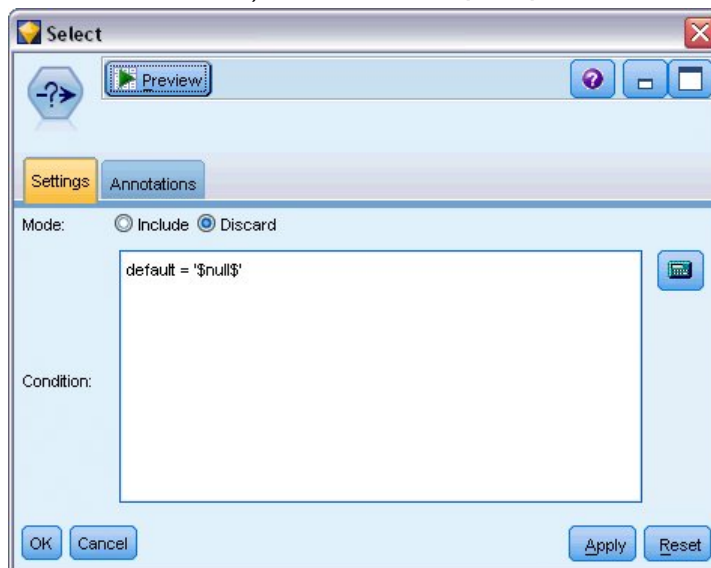 Select
-?>
Preview
?
Settings Annotations
Mode: Include Discard
default = '$null$'
Condition:
OK Cancel Apply Reset